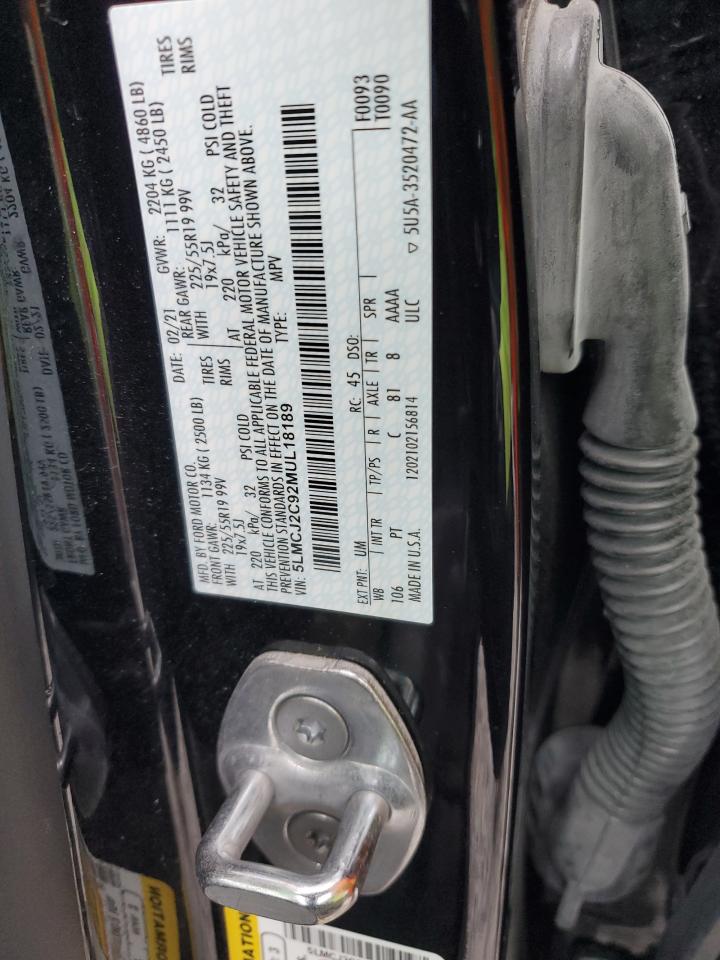 MFD. BY FORD MOTOR CO.
DATE: 02/21 GVWR: 2204 KG ( 4860 LB)
FRONT GAWR: 1134 KG ( 2500 LB) REAR GAWR: 1111 KG ( 2450 LB)
WITH 225/55R19 99V TIRES WITH 225/55R19 99V TIRES
19x7.5J RIMS 19x7.5J RIMS
AT 220 kPa/ 32 PSI COLD AT 220 kPa/ 32 PSI COLD
THIS VEHICLE CONFORMS TO ALL APPLICABLE FEDERAL MOTOR VEHICLE SAFETY AND THEFT
PREVENTION STANDARDS IN EFFECT ON THE DATE OF MANUFACTURE SHOWN ABOVE.
VIN: 5LMCJ2C92MUL18189 TYPE: MPV
EXT PNT: UM RC: 45 DSO: F0093
WB INT TR TP/PS R AXLE TR SPR T0090
106 PT C 81 8 AAAA
MADE IN U.S.A. 1202102156814 ULC 5U5A-3520472-AA